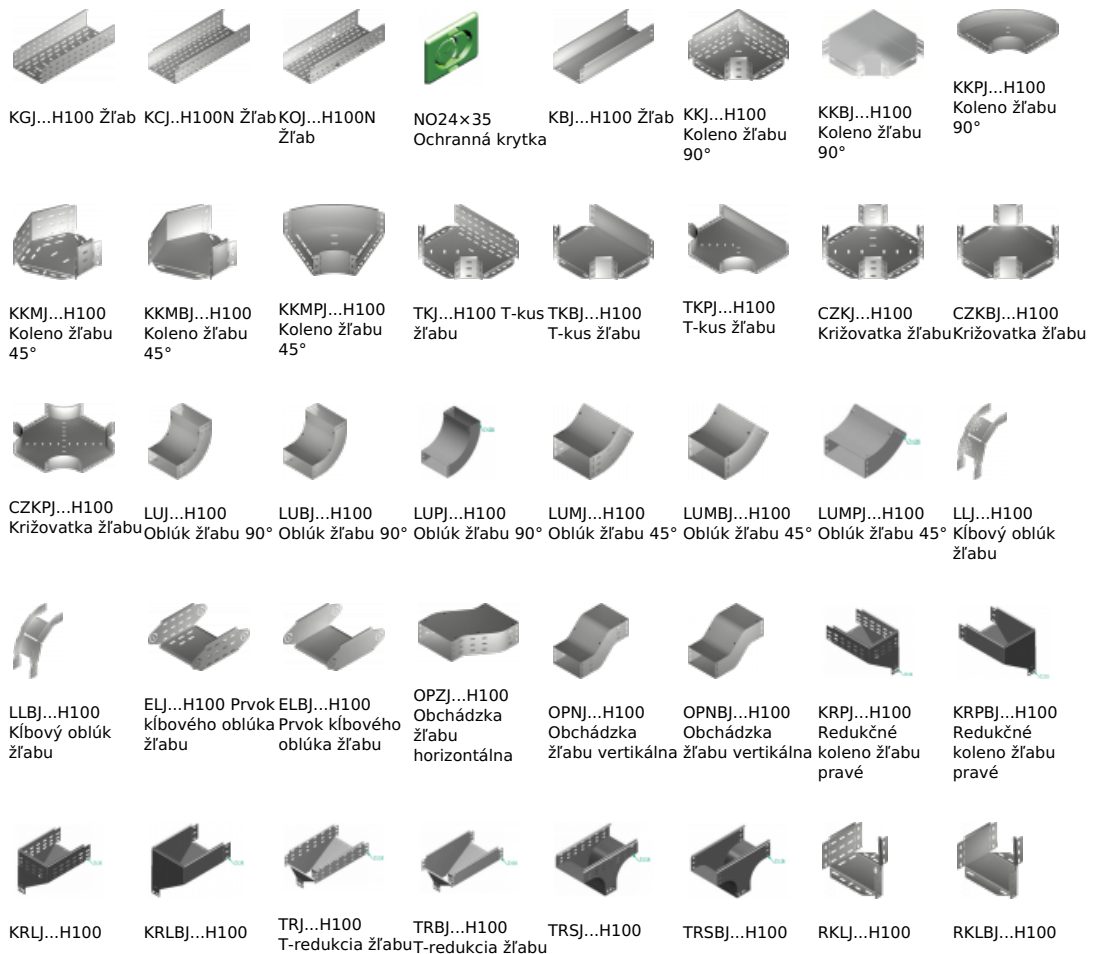 KGJ...H100 Žľab
KCJ..H100N Žľab
KOJ...H100N
Žľab
NO24×35
Ochranná krytka
KBJ...H100 Žľab
KKJ...H100
Koleno žľabu
90°
KKBJ...H100
Koleno žľabu
90°
KKPJ...H100
Koleno žľabu
90°
KKMJ...H100
Koleno žľabu
45°
KKMBJ...H100
Koleno žľabu
45°
KKMPJ...H100
Koleno žľabu
45°
TKJ...H100 T-kus
žľabu
TKBJ...H100
T-kus žľabu
TKPJ...H100
T-kus žľabu
CZKJ...H100
Križovatka žľabu
CZKBJ...H100
Križovatka žľabu
CZKPJ...H100
Križovatka žľabu
LUJ...H100
Oblúk žľabu 90°
LUBJ...H100
Oblúk žľabu 90°
LUPJ...H100
Oblúk žľabu 90°
LUMJ...H100
Oblúk žľabu 45°
LUMBJ...H100
Oblúk žľabu 45°
LUMPJ...H100
Oblúk žľabu 45°
LLJ...H100
Kĺbový oblúk
žľabu
LLBJ...H100
Kĺbový oblúk
žľabu
ELJ...H100 Prvok
kĺbového oblúka
žľabu
ELBJ...H100
Prvok kĺbového
oblúka žľabu
OPZJ...H100
Obchádzka
žľabu
horizontálna
OPNJ...H100
Obchádzka
žľabu vertikálna
OPNBJ...H100
Obchádzka
žľabu vertikálna
KRPJ...H100
Redukčné
koleno žľabu
pravé
KRPBJ...H100
Redukčné
koleno žľabu
pravé
KRLJ...H100
KRLBJ...H100
TRJ...H100
T-redukcia žľabu
TRBJ...H100
T-redukcia žľabu
TRSJ...H100
TRSBJ...H100
RKLJ...H100
RKLBJ...H100